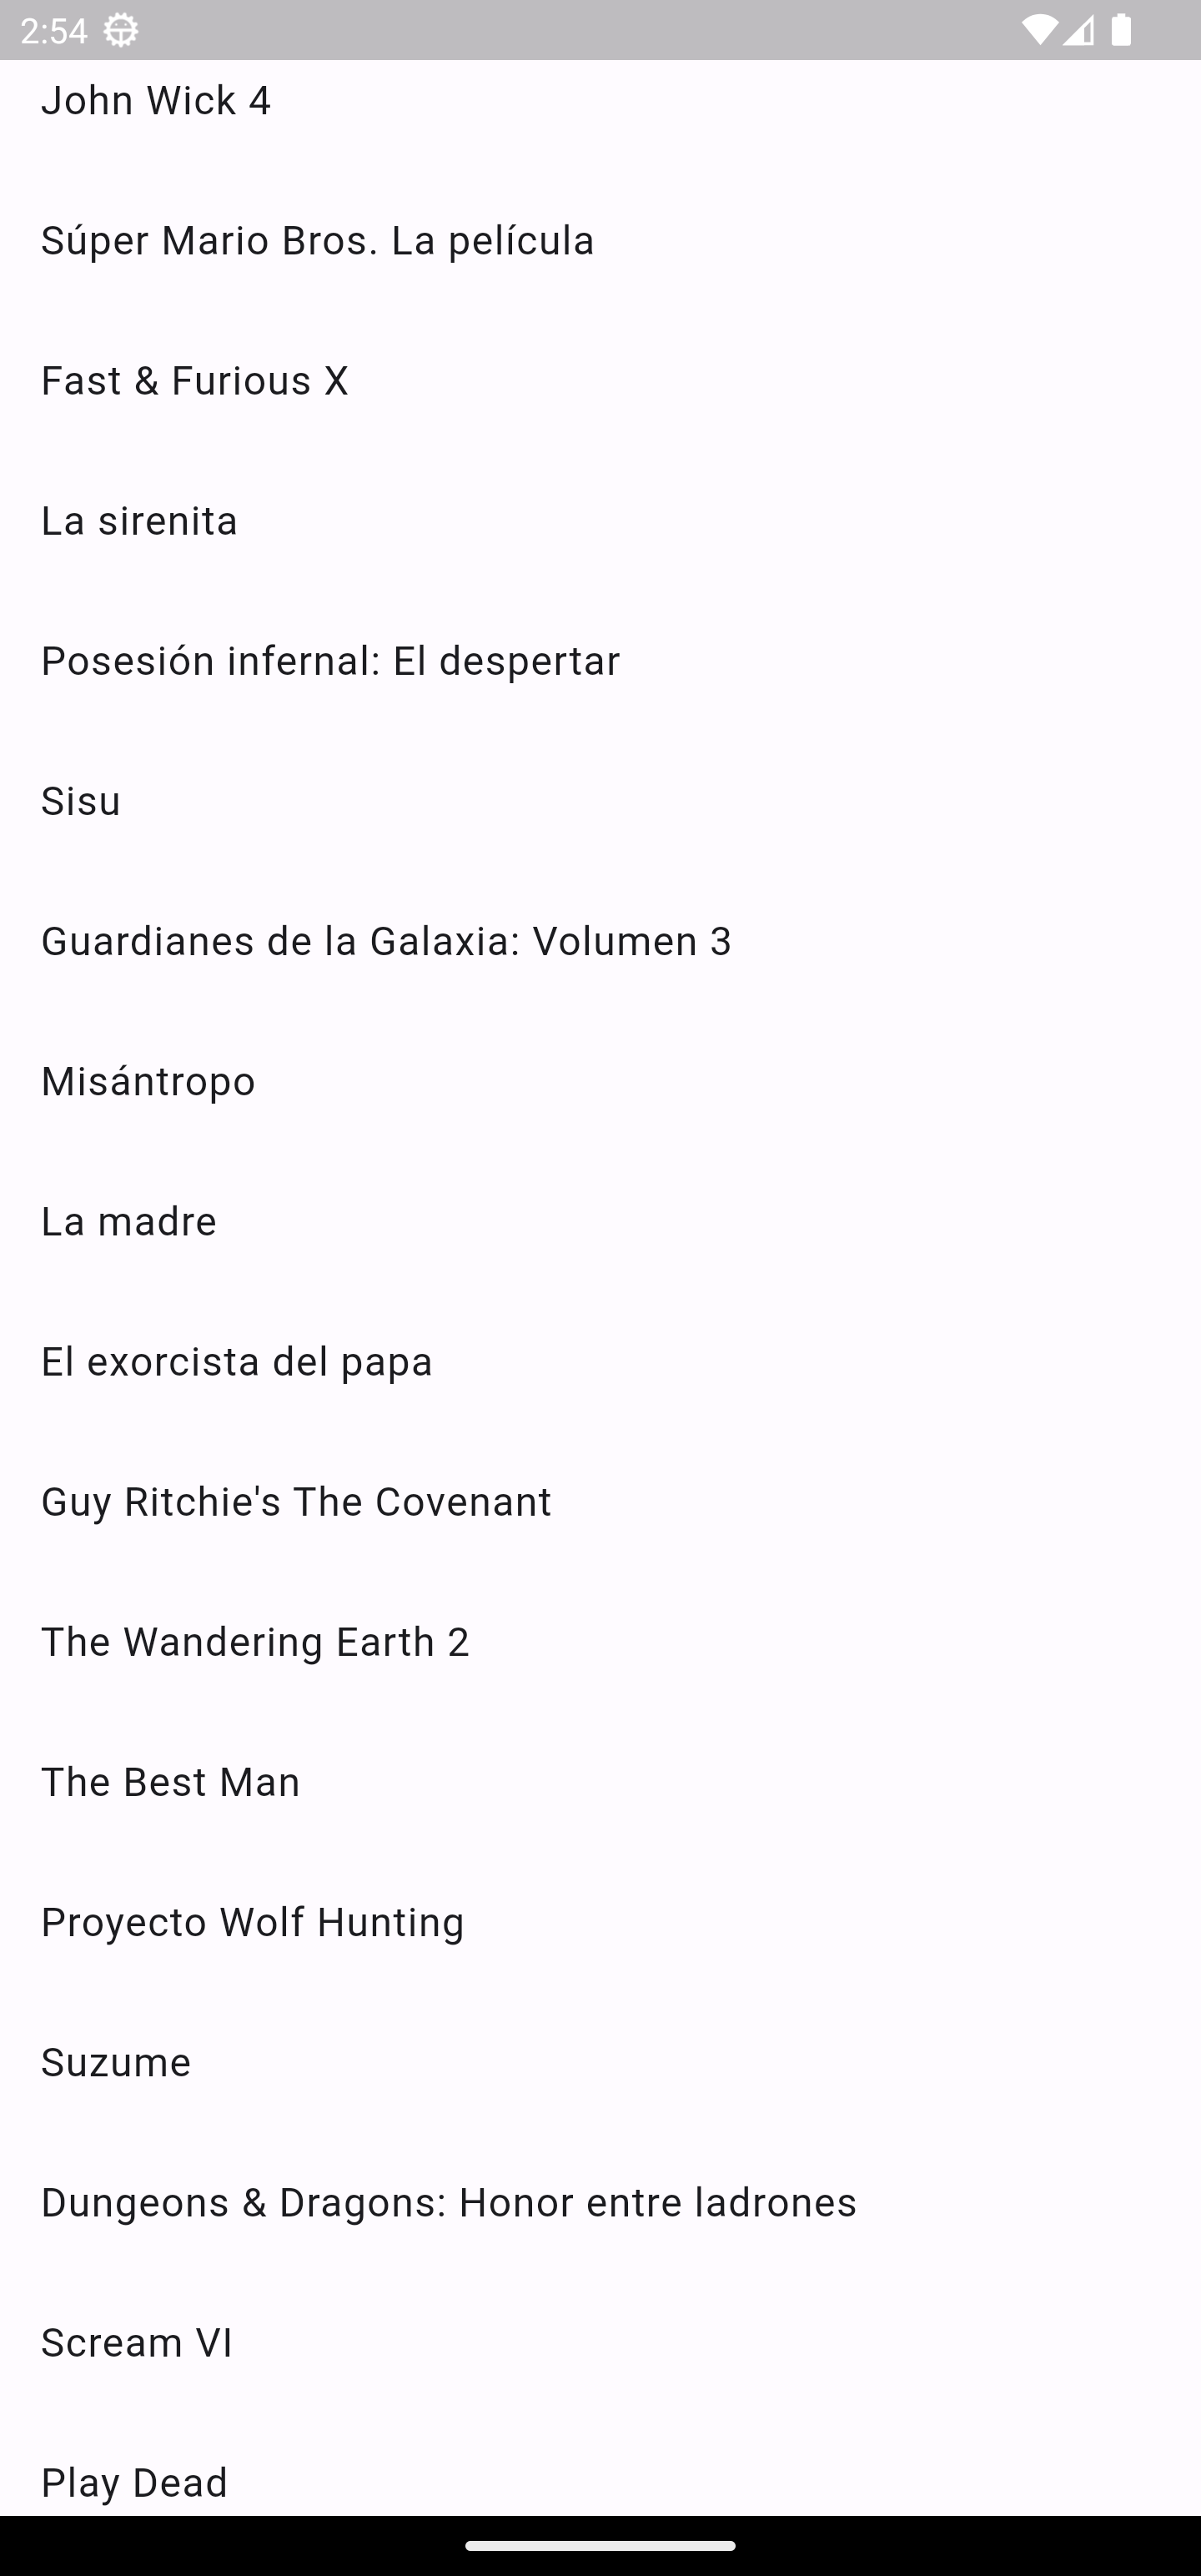 2:54
John Wick 4
Súper Mario Bros. La película
Fast & Furious X
La sirenita
Posesión infernal: El despertar
Sisu
Guardianes de la Galaxia: Volumen 3
Misántropo
La madre
El exorcista del papa
Guy Ritchie's The Covenant
The Wandering Earth 2
The Best Man
Proyecto Wolf Hunting
Suzume
Dungeons & Dragons: Honor entre ladrones
Scream VI
Play Dead